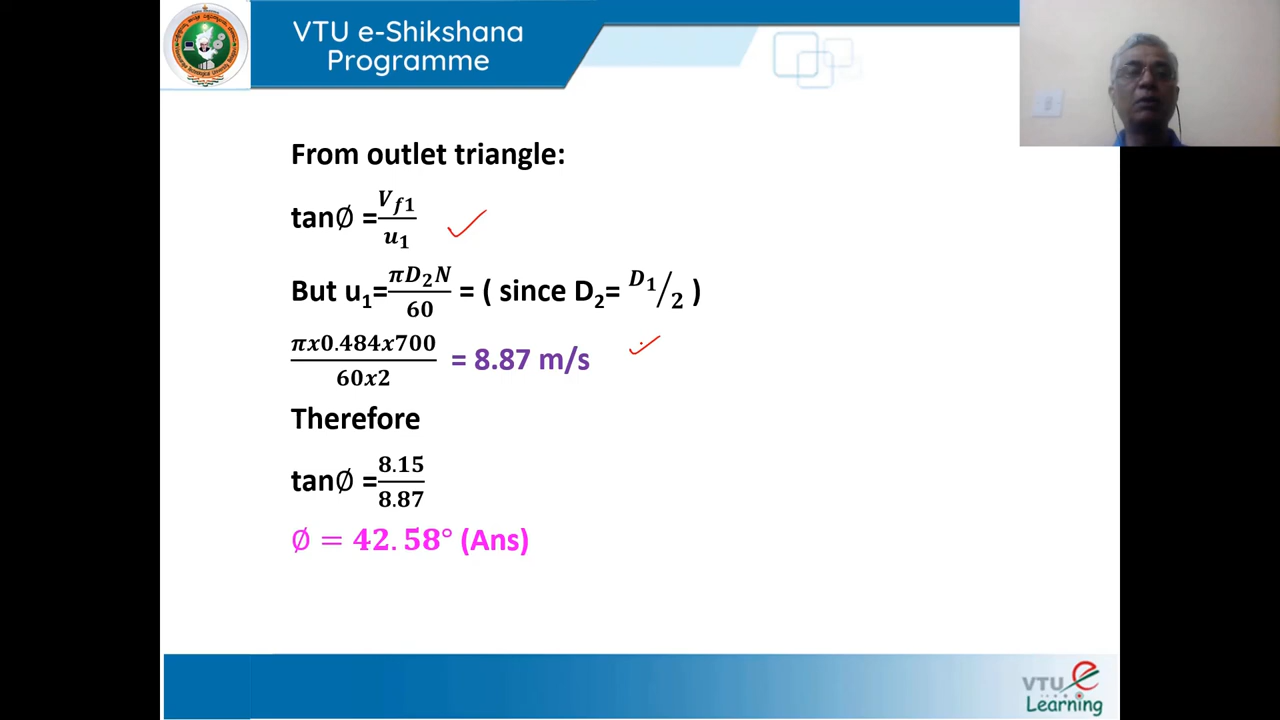 VTU e-Shikshana
Programme
From outlet triangle:
tan∅ = V_f1 / u_1
But u_1 = πD_2N / 60 = ( since D_2 = D_1/2 )
πx0.484x700 / 60x2 = 8.87 m/s
Therefore
tan∅ = 8.15 / 8.87
∅ = 42.58° (Ans)
VTU e
Learning